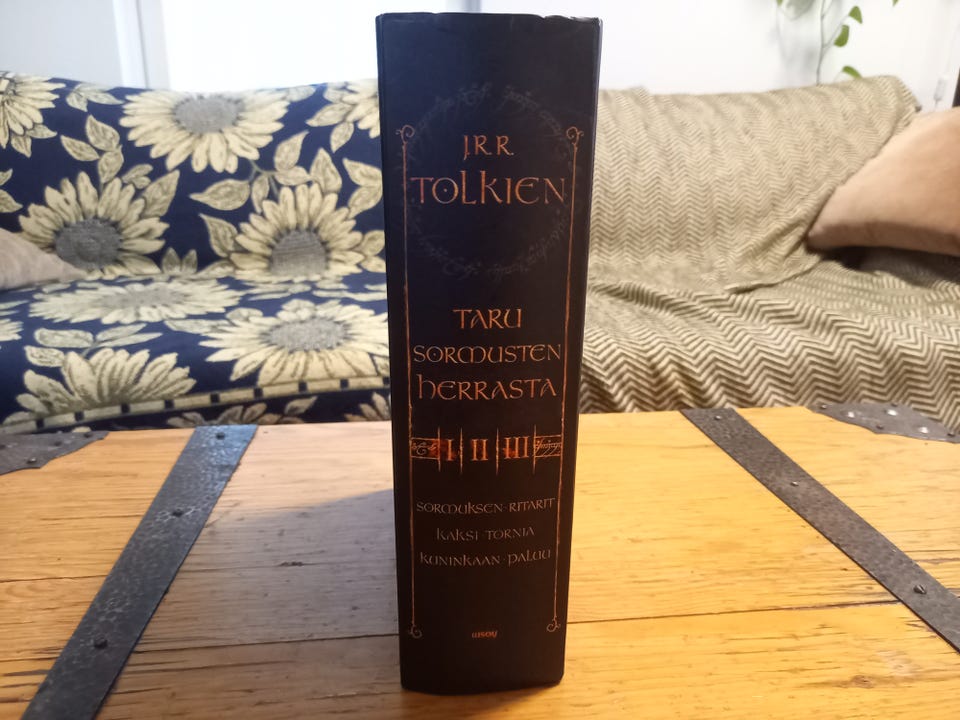 J.R.R.
TOLKIEN
TARU
SORMUSTEN
HERRASTA
I II III
SORMUKSEN·RITARIT
KAKSI·TORNIA
KUNINKAAN·PALUU
WSOY